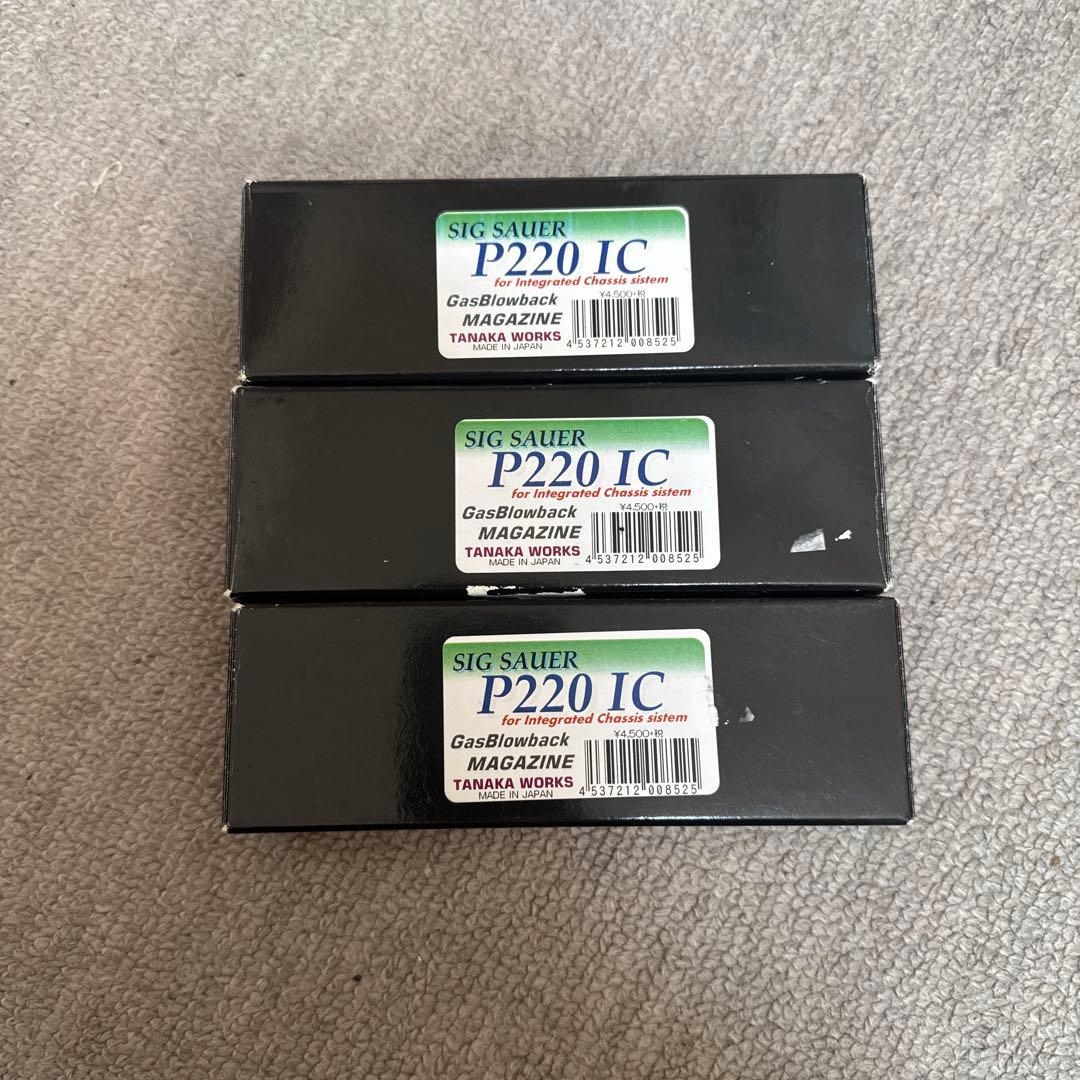 SIG SAUER
P220 IC
for Integrated Chassis sistem
¥4,500+税
GasBlowback
MAGAZINE
TANAKA WORKS
MADE IN JAPAN
4 537212 008525
SIG SAUER
P220 IC
for Integrated Chassis sistem
¥4,500+税
GasBlowback
MAGAZINE
TANAKA WORKS
MADE IN JAPAN
4 537212 008525
SIG SAUER
P220 IC
for Integrated Chassis sistem
¥4,500+税
GasBlowback
MAGAZINE
TANAKA WORKS
MADE IN JAPAN
4 537212 008525